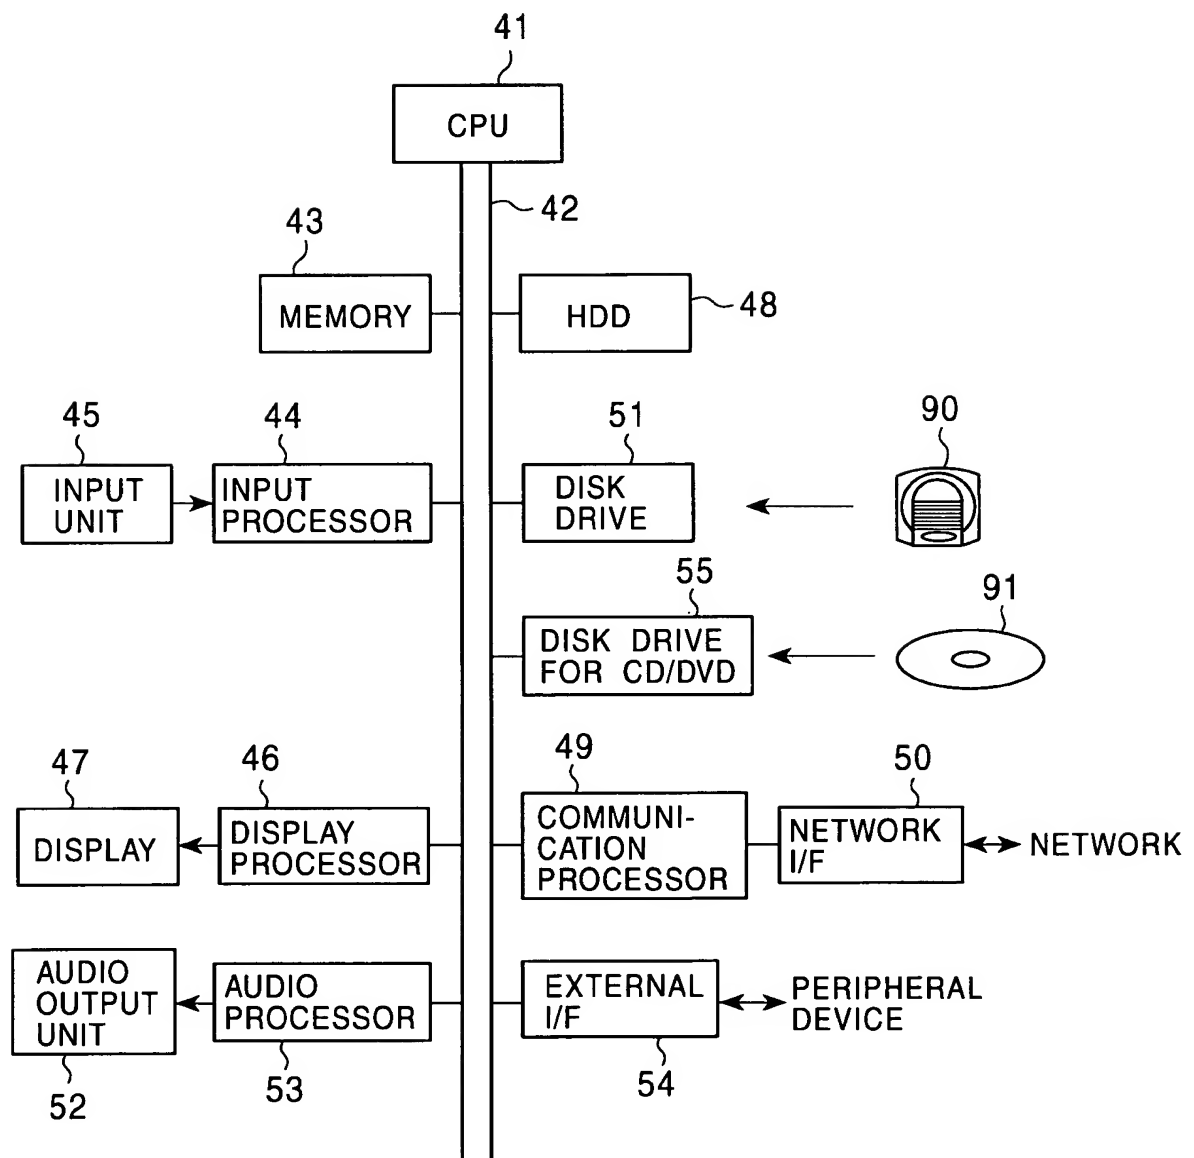 41
CPU
42
43
MEMORY
HDD
48
45
44
51
90
INPUT
UNIT
INPUT
PROCESSOR
DISK
DRIVE
55
91
DISK DRIVE
FOR CD/DVD
47
46
49
50
DISPLAY
DISPLAY
PROCESSOR
COMMUNI-
CATION
PROCESSOR
NETWORK
I/F
NETWORK
AUDIO
OUTPUT
UNIT
AUDIO
PROCESSOR
EXTERNAL
I/F
PERIPHERAL
DEVICE
52
53
54